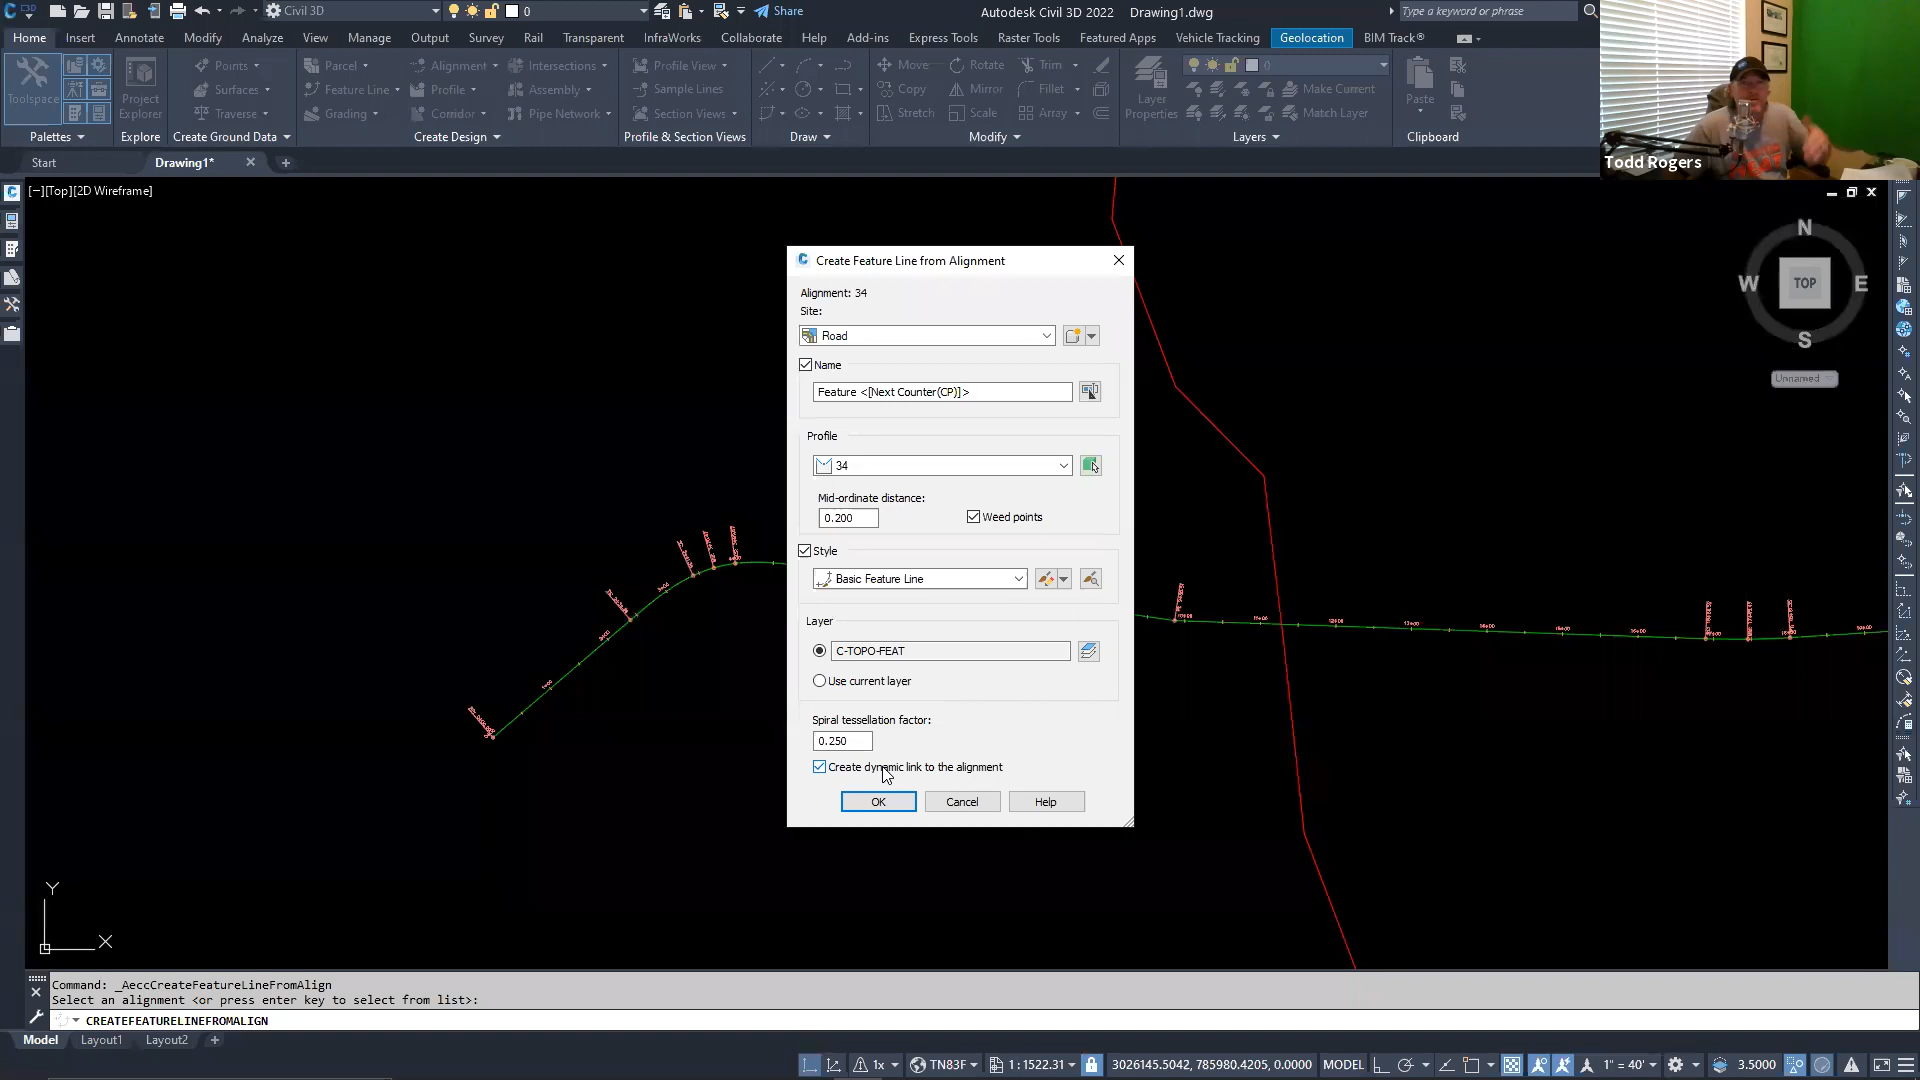 Civil 3D
Share
Autodesk Civil 3D 2022 Drawing1.dwg
Type a keyword or phrase
Home Insert Annotate Modify Analyze View Manage Output Survey Rail Transparent InfraWorks Collaborate Help Add-ins Express Tools Raster Tools Featured Apps Vehicle Tracking Geolocation BIM Track®
Toolspace
Project Explorer
Points
Surfaces
Traverse
Parcel
Feature Line
Grading
Alignment
Profile
Corridor
Intersections
Assembly
Pipe Network
Profile View
Sample Lines
Section Views
Move
Copy
Stretch
Rotate
Mirror
Scale
Trim
Fillet
Array
Layer Properties
0
Make Current
Match Layer
Paste
Palettes Explore Create Ground Data Create Design Profile & Section Views Draw Modify Layers Clipboard
Todd Rogers
Start Drawing1*
[−][Top][2D Wireframe]
N
W TOP E
S
Unnamed
Create Feature Line from Alignment
Alignment: 34
Site:
Road
Name
Feature <[Next Counter(CP)]>
Profile
34
Mid-ordinate distance:
0.200
Weed points
Style
Basic Feature Line
Layer
C-TOPO-FEAT
Use current layer
Spiral tessellation factor:
0.250
Create dynamic link to the alignment
OK Cancel Help
Y
X
Command: _AeccCreateFeatureLineFromAlign
Select an alignment <or press enter key to select from list>:
CREATEFEATURELINEFROMALIGN
Model Layout1 Layout2
1x TN83F 1:1522.31 3026145.5042, 785980.4205, 0.0000 MODEL 1" = 40' 3.5000